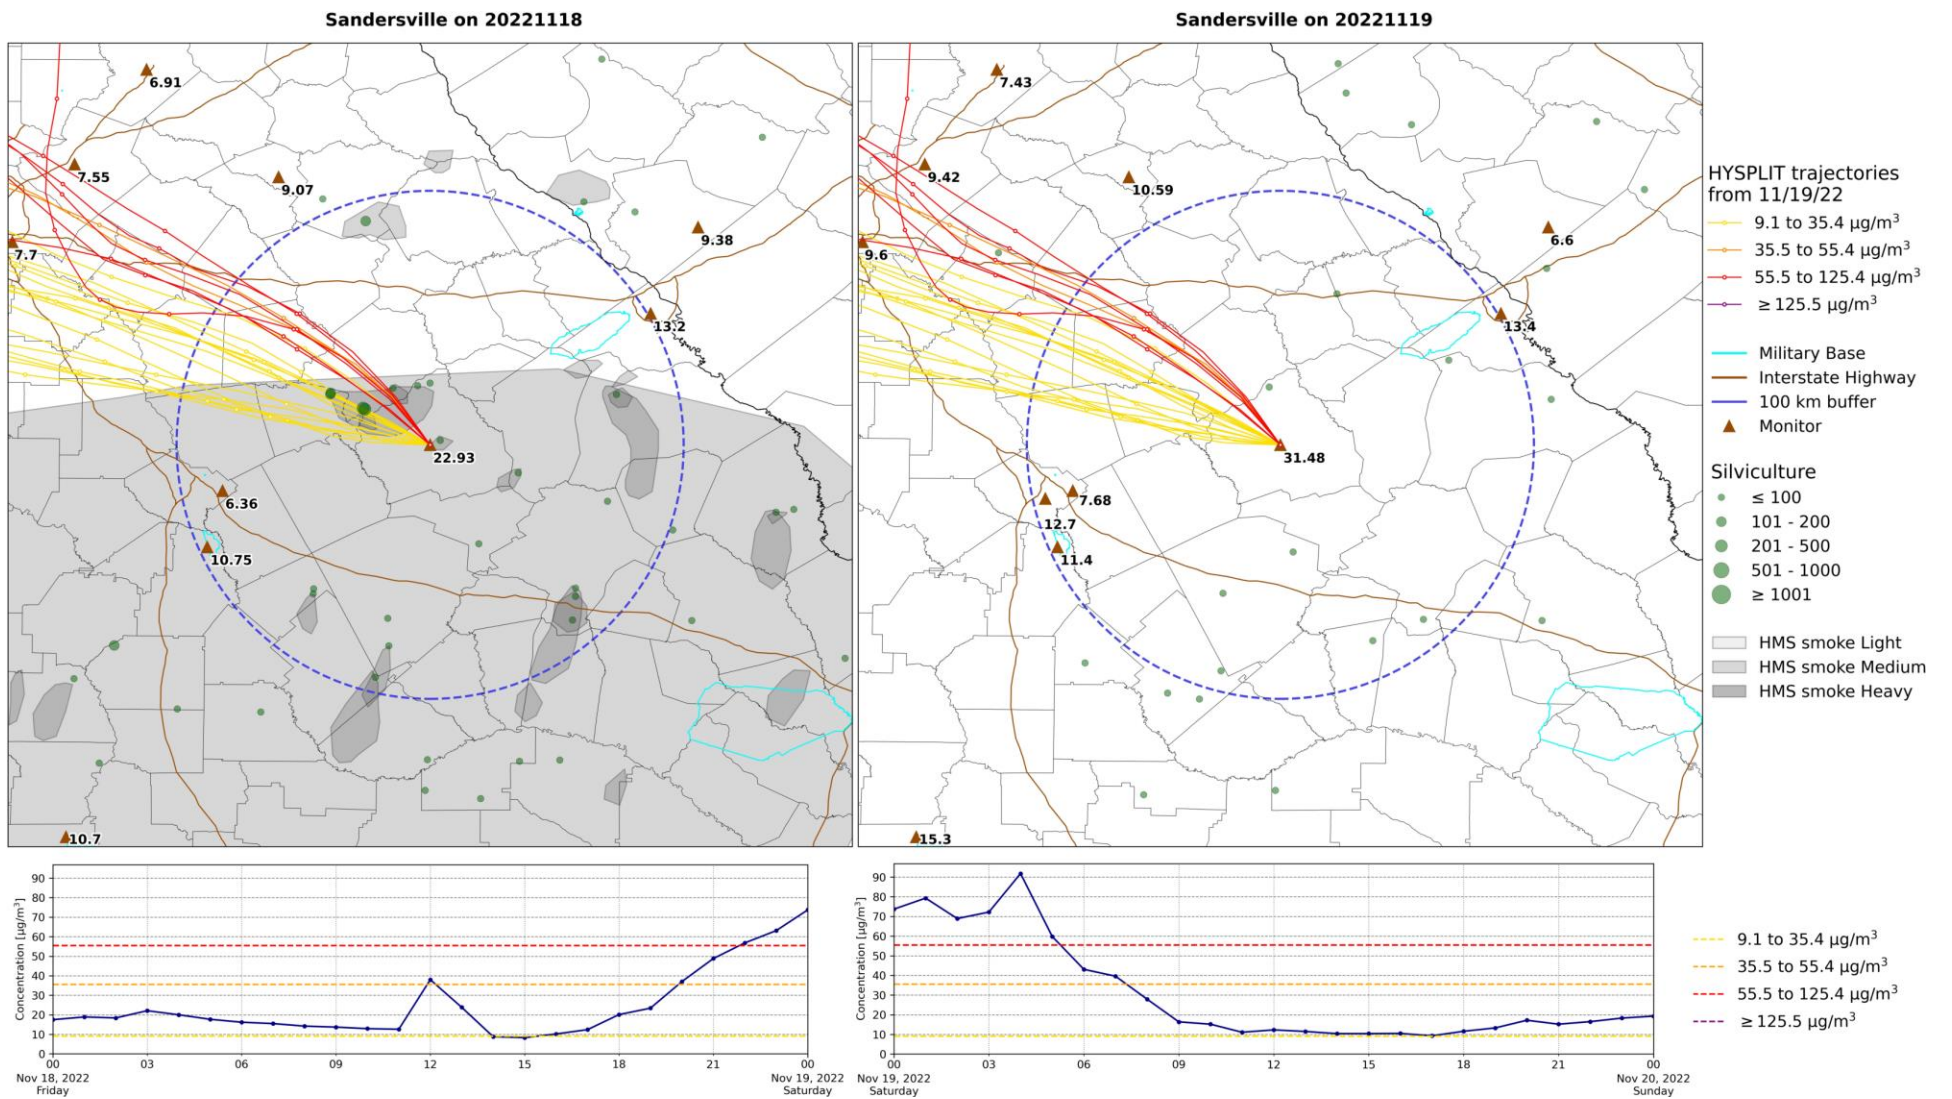 Sandersville on 20221118
6.91
7.55
9.07
9.38
7.7
13.2
22.93
6.36
10.75
10.7
Sandersville on 20221119
7.43
9.42
10.59
6.6
9.6
13.4
31.48
7.68
12.7
11.4
15.3
HYSPLIT trajectories
from 11/19/22
9.1 to 35.4 µg/m³
35.5 to 55.4 µg/m³
55.5 to 125.4 µg/m³
≥ 125.5 µg/m³
Military Base
Interstate Highway
100 km buffer
Monitor
Silviculture
≤ 100
101 - 200
201 - 500
501 - 1000
≥ 1001
HMS smoke Light
HMS smoke Medium
HMS smoke Heavy
Concentration [µg/m³]
90
80
70
60
50
40
30
20
10
0
00 03 06 09 12 15 18 21 00
Nov 18, 2022 Nov 19, 2022
Friday Saturday
Concentration [µg/m³]
90
80
70
60
50
40
30
20
10
0
00 03 06 09 12 15 18 21 00
Nov 19, 2022 Nov 20, 2022
Saturday Sunday
9.1 to 35.4 µg/m³
35.5 to 55.4 µg/m³
55.5 to 125.4 µg/m³
≥ 125.5 µg/m³